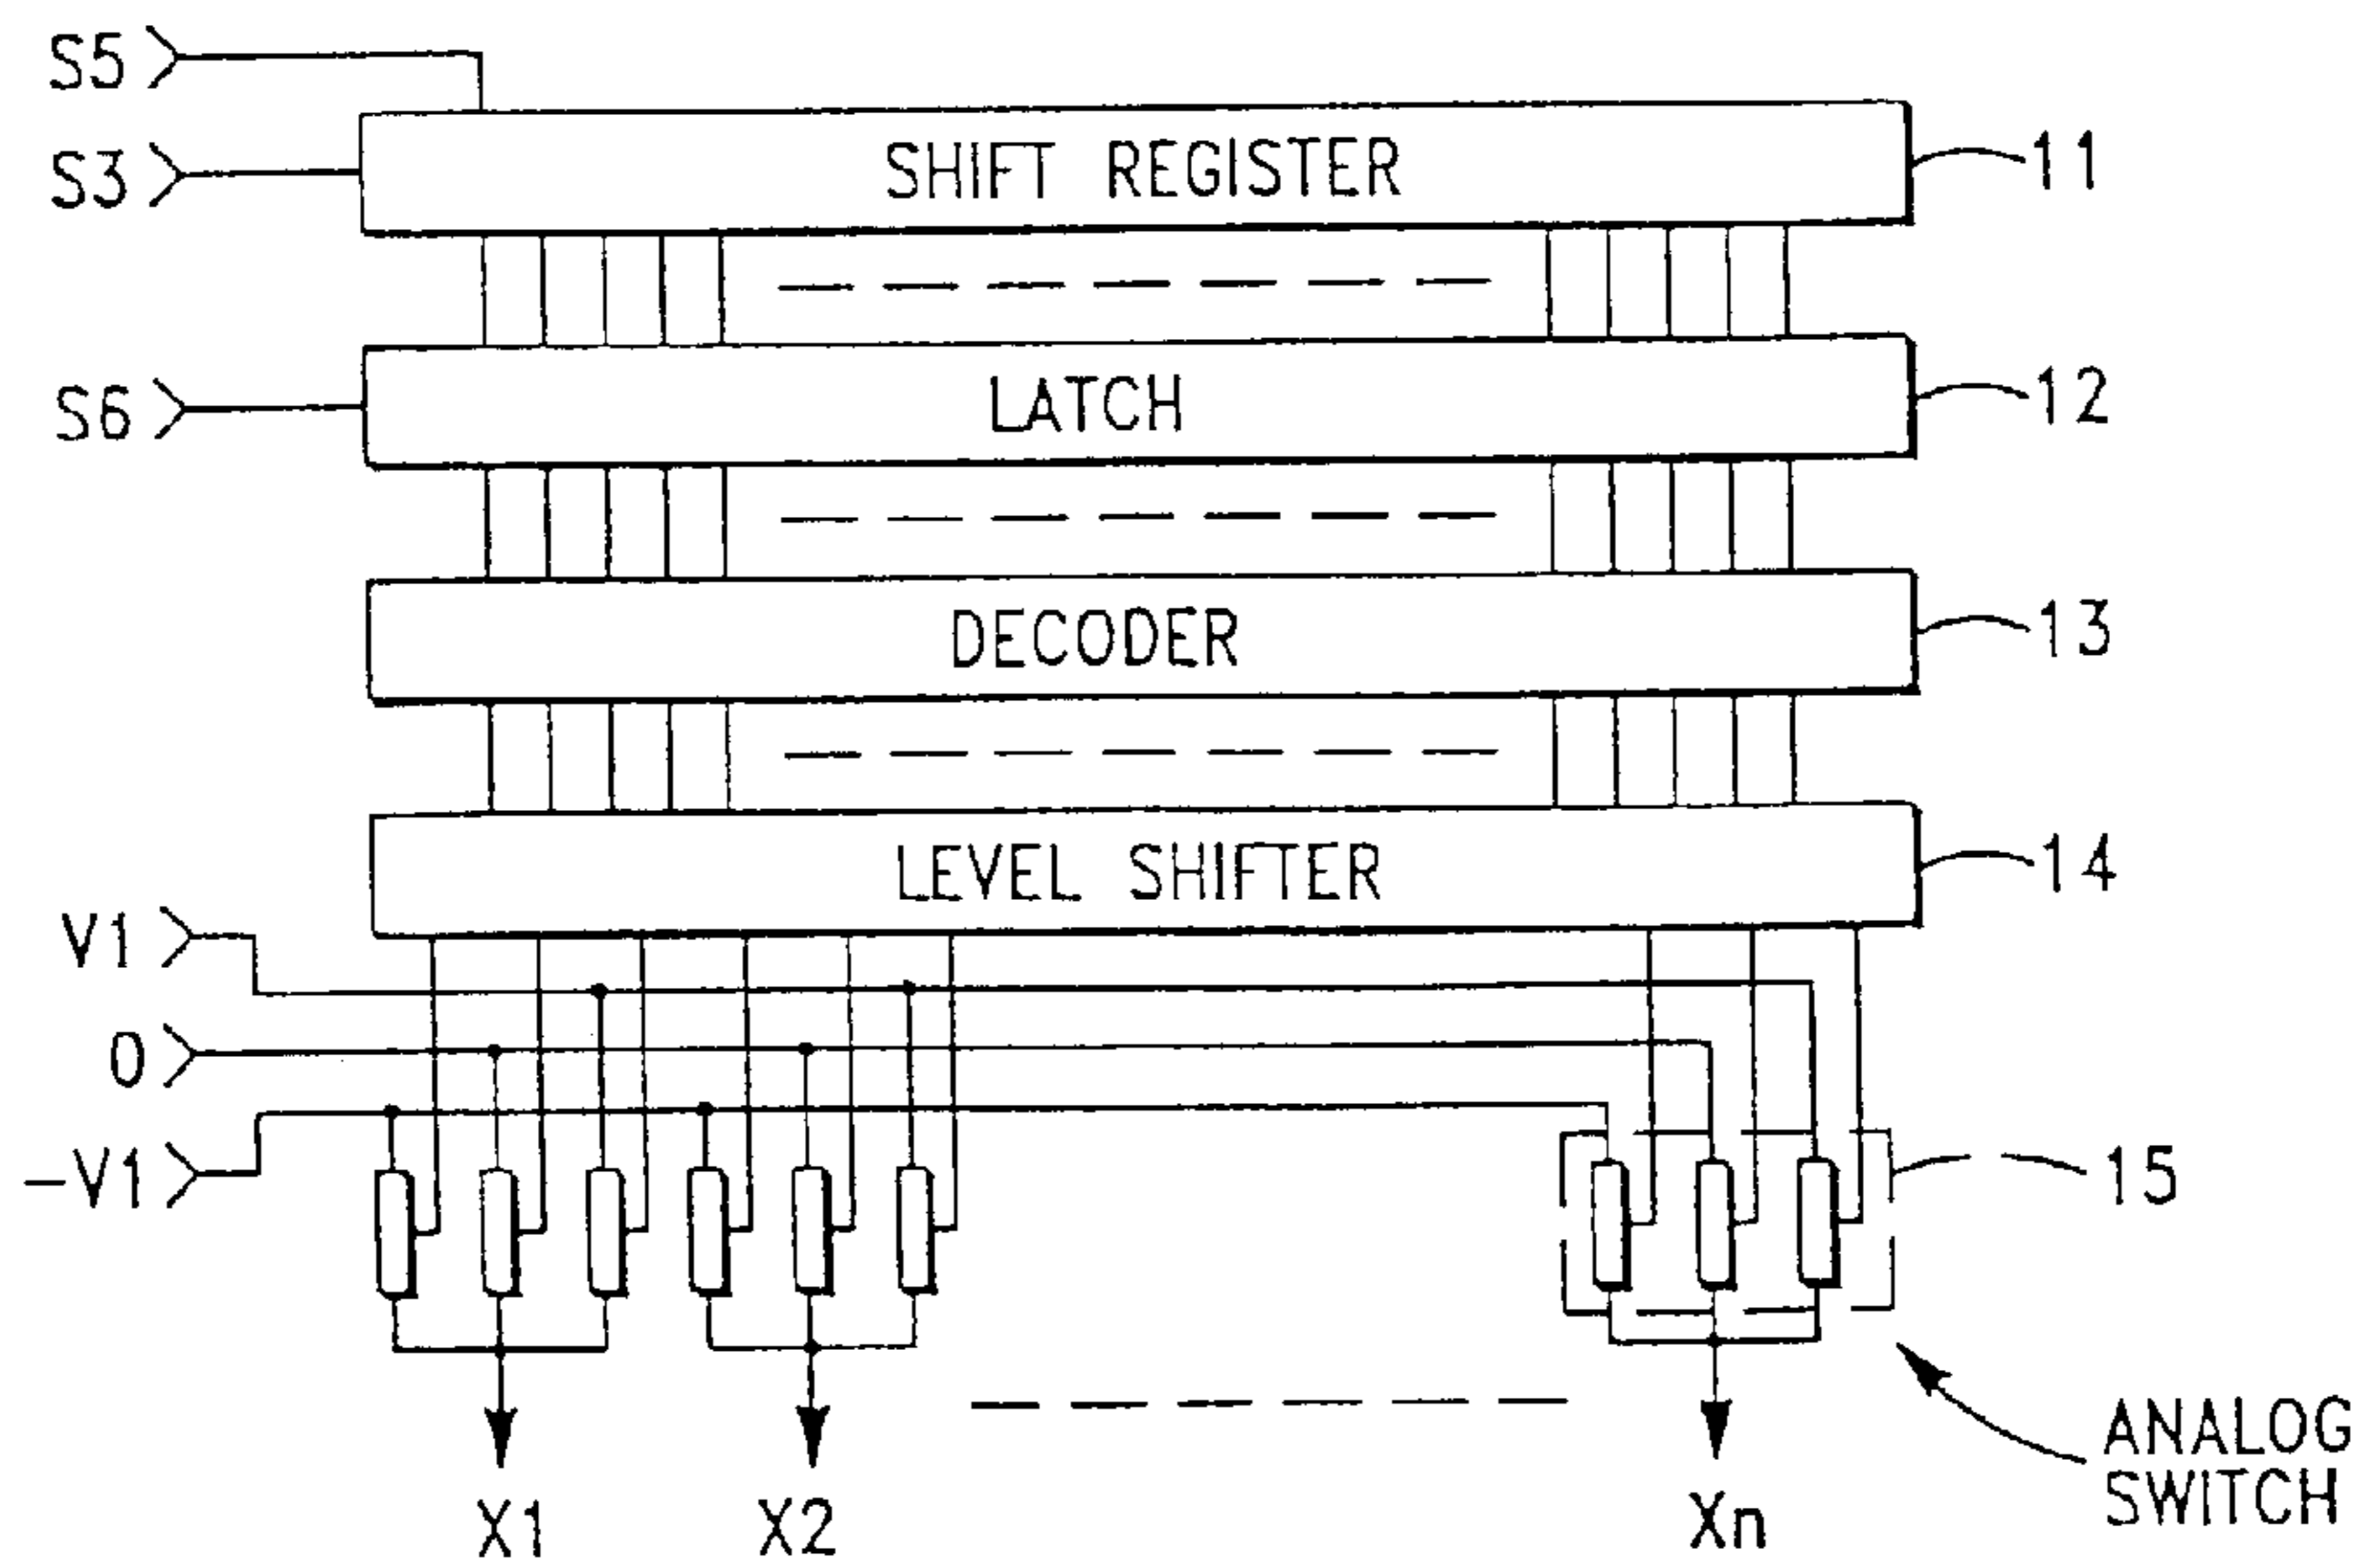 S5
S3
SHIFT REGISTER
11
S6
LATCH
12
DECODER
13
LEVEL SHIFTER
14
V1
0
-V1
15
ANALOG
SWITCH
X1
X2
Xn